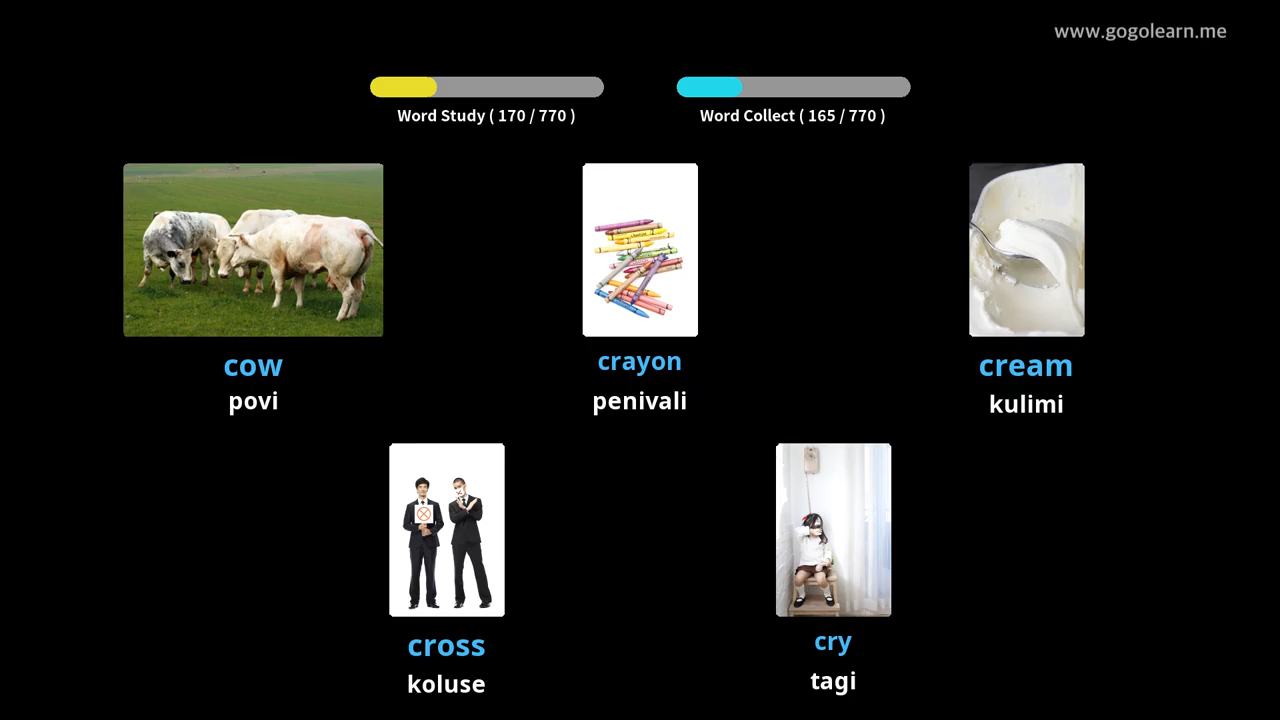 www.gogolearn.me
Word Study ( 170 / 770 )
Word Collect ( 165 / 770 )
cow
povi
crayon
penivali
cream
kulimi
cross
koluse
cry
tagi